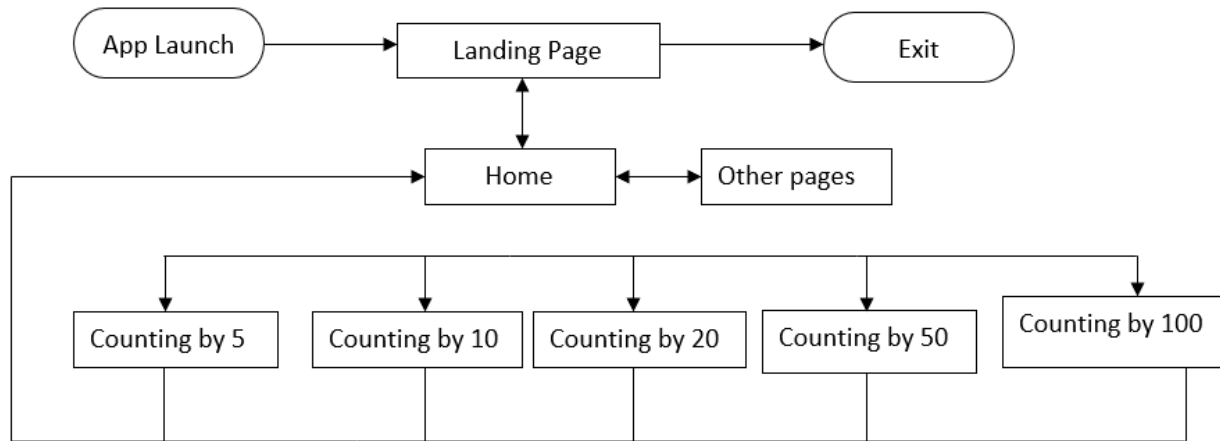 App Launch
Landing Page
Exit
Home
Other pages
Counting by 5
Counting by 10
Counting by 20
Counting by 50
Counting by 100